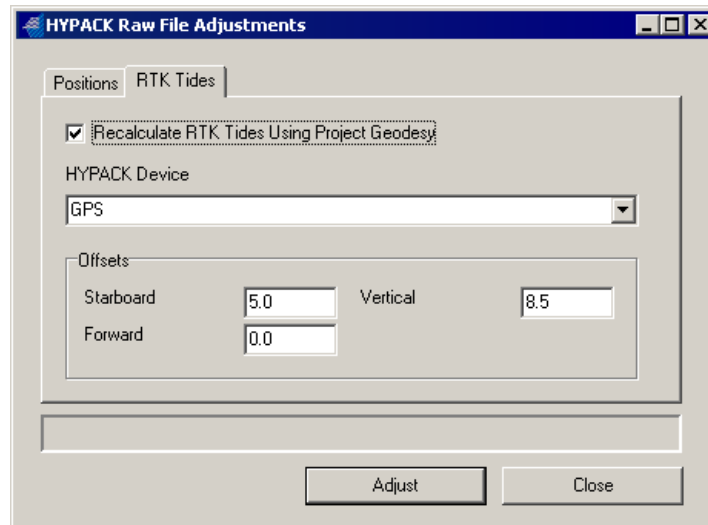 HYPACK Raw File Adjustments
Positions RTK Tides
Recalculate RTK Tides Using Project Geodesy
HYPACK Device
GPS
Offsets
Starboard 5.0 Vertical 8.5
Forward 0.0
Adjust Close